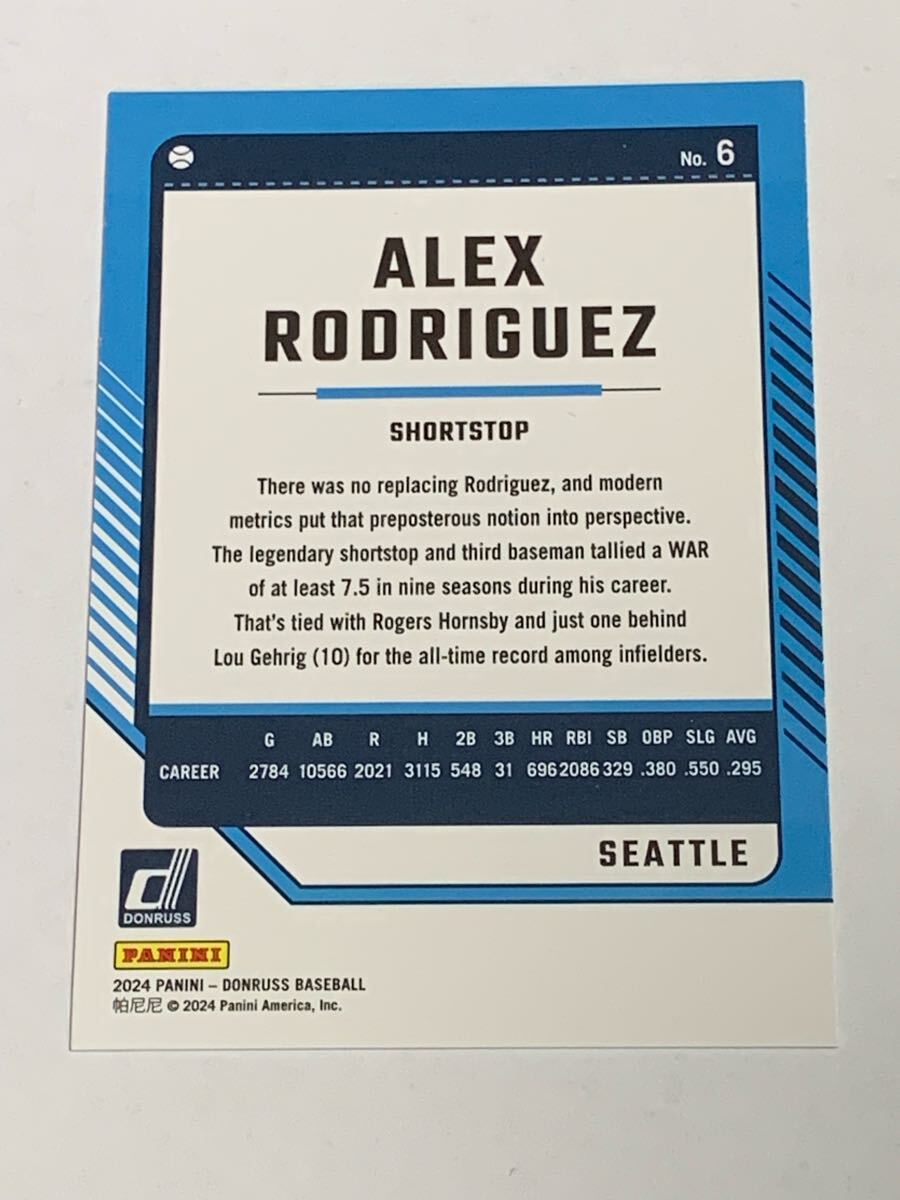 No. 6
ALEX
RODRIGUEZ
SHORTSTOP
There was no replacing Rodriguez, and modern
metrics put that preposterous notion into perspective.
The legendary shortstop and third baseman tallied a WAR
of at least 7.5 in nine seasons during his career.
That's tied with Rogers Hornsby and just one behind
Lou Gehrig (10) for the all-time record among infielders.
G AB R H 2B 3B HR RBI SB OBP SLG AVG
CAREER 2784 10566 2021 3115 548 31 696 2086 329 .380 .550 .295
SEATTLE
d
DONRUSS
PANINI
2024 PANINI – DONRUSS BASEBALL
帕尼尼 © 2024 Panini America, Inc.